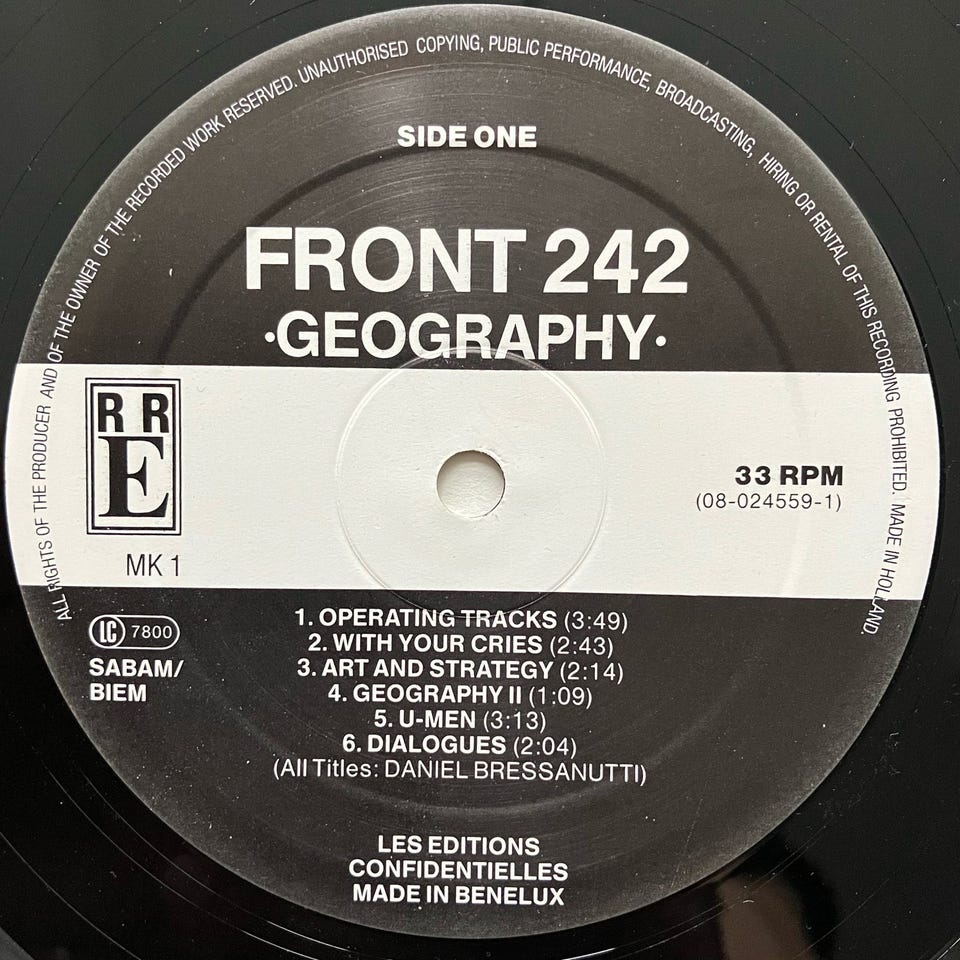 ALL RIGHTS OF THE PRODUCER AND OF THE OWNER OF THE RECORDED WORK RESERVED. UNAUTHORISED COPYING, PUBLIC PERFORMANCE, BROADCASTING, HIRING OR RENTAL OF THIS RECORDING PROHIBITED. MADE IN HOLLAND.
SIDE ONE
FRONT 242
·GEOGRAPHY·
R R
E
MK 1
33 RPM
(08-024559-1)
LC 7800
SABAM/
BIEM
1. OPERATING TRACKS (3:49)
2. WITH YOUR CRIES (2:43)
3. ART AND STRATEGY (2:14)
4. GEOGRAPHY II (1:09)
5. U-MEN (3:13)
6. DIALOGUES (2:04)
(All Titles: DANIEL BRESSANUTTI)
LES EDITIONS
CONFIDENTIELLES
MADE IN BENELUX